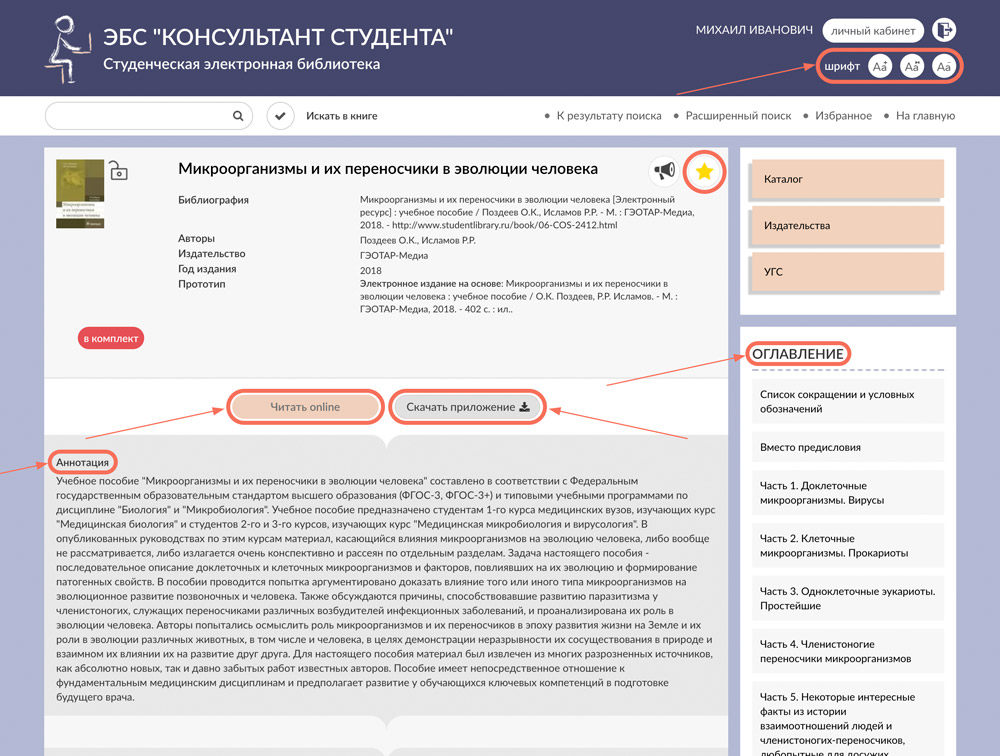 ЭБС "КОНСУЛЬТАНТ СТУДЕНТА"
Студенческая электронная библиотека
МИХАИЛ ИВАНОВИЧ
личный кабинет
шрифт
Аа
Аа
Аа
Искать в книге
• К результату поиска
• Расширенный поиск
• Избранное
• На главную
Микроорганизмы и их переносчики в эволюции человека
Библиография
Микроорганизмы и их переносчики в эволюции человека [Электронный
ресурс] : учебное пособие / Поздеев О.К., Исламов Р.Р. - М. : ГЭОТАР-Медиа,
2018. - http://www.studentlibrary.ru/book/06-COS-2412.html
Авторы
Поздеев О.К., Исламов Р.Р.
Издательство
ГЭОТАР-Медиа
Год издания
2018
Прототип
Электронное издание на основе: Микроорганизмы и их переносчики в
эволюции человека : учебное пособие / О.К. Поздеев, Р.Р. Исламов. - М. :
ГЭОТАР-Медиа, 2018. - 402 с. : ил..
в комплект
Читать online
Скачать приложение
Аннотация
Учебное пособие "Микроорганизмы и их переносчики в эволюции человека" составлено в соответствии с Федеральным
государственным образовательным стандартом высшего образования (ФГОС-3, ФГОС-3+) и типовыми учебными программами по
дисциплине "Биология" и "Микробиология". Учебное пособие предназначено студентам 1-го курса медицинских вузов, изучающих курс
"Медицинская биология" и студентов 2-го и 3-го курсов, изучающих курс "Медицинская микробиология и вирусология". В
опубликованных руководствах по этим курсам материал, касающийся влияния микроорганизмов на эволюцию человека, либо вообще
не рассматривается, либо излагается очень конспективно и рассеян по отдельным разделам. Задача настоящего пособия -
последовательное описание доклеточных и клеточных микроорганизмов и факторов, повлиявших на их эволюцию и формирование
патогенных свойств. В пособии проводится попытка аргументировано доказать влияние того или иного типа микроорганизмов на
эволюционное развитие позвоночных и человека. Также обсуждаются причины, способствовавшие развитию паразитизма у
членистоногих, служащих переносчиками различных возбудителей инфекционных заболеваний, и проанализирована их роль в
эволюции человека. Авторы попытались осмыслить роль микроорганизмов и их переносчиков в эпоху развития жизни на Земле и их
роли в эволюции различных животных, в том числе и человека, в целях демонстрации неразрывности их сосуществования в природе и
взаимном их влиянии их на развитие друг друга. Для настоящего пособия материал был извлечен из многих разрозненных источников,
как абсолютно новых, так и давно забытых работ известных авторов. Пособие имеет непосредственное отношение к
фундаментальным медицинским дисциплинам и предполагает развитие у обучающихся ключевых компетенций в подготовке
будущего врача.
Каталог
Издательства
УГС
ОГЛАВЛЕНИЕ
Список сокращении и условных
обозначений
Вместо предисловия
Часть 1. Доклеточные
микроорганизмы. Вирусы
Часть 2. Клеточные
микроорганизмы. Прокариоты
Часть 3. Одноклеточные эукариоты.
Простейшие
Часть 4. Членистоногие
переносчики микроорганизмов
Часть 5. Некоторые интересные
факты из истории
взаимоотношений людей и
членистоногих-переносчиков,
любопытные для досужих